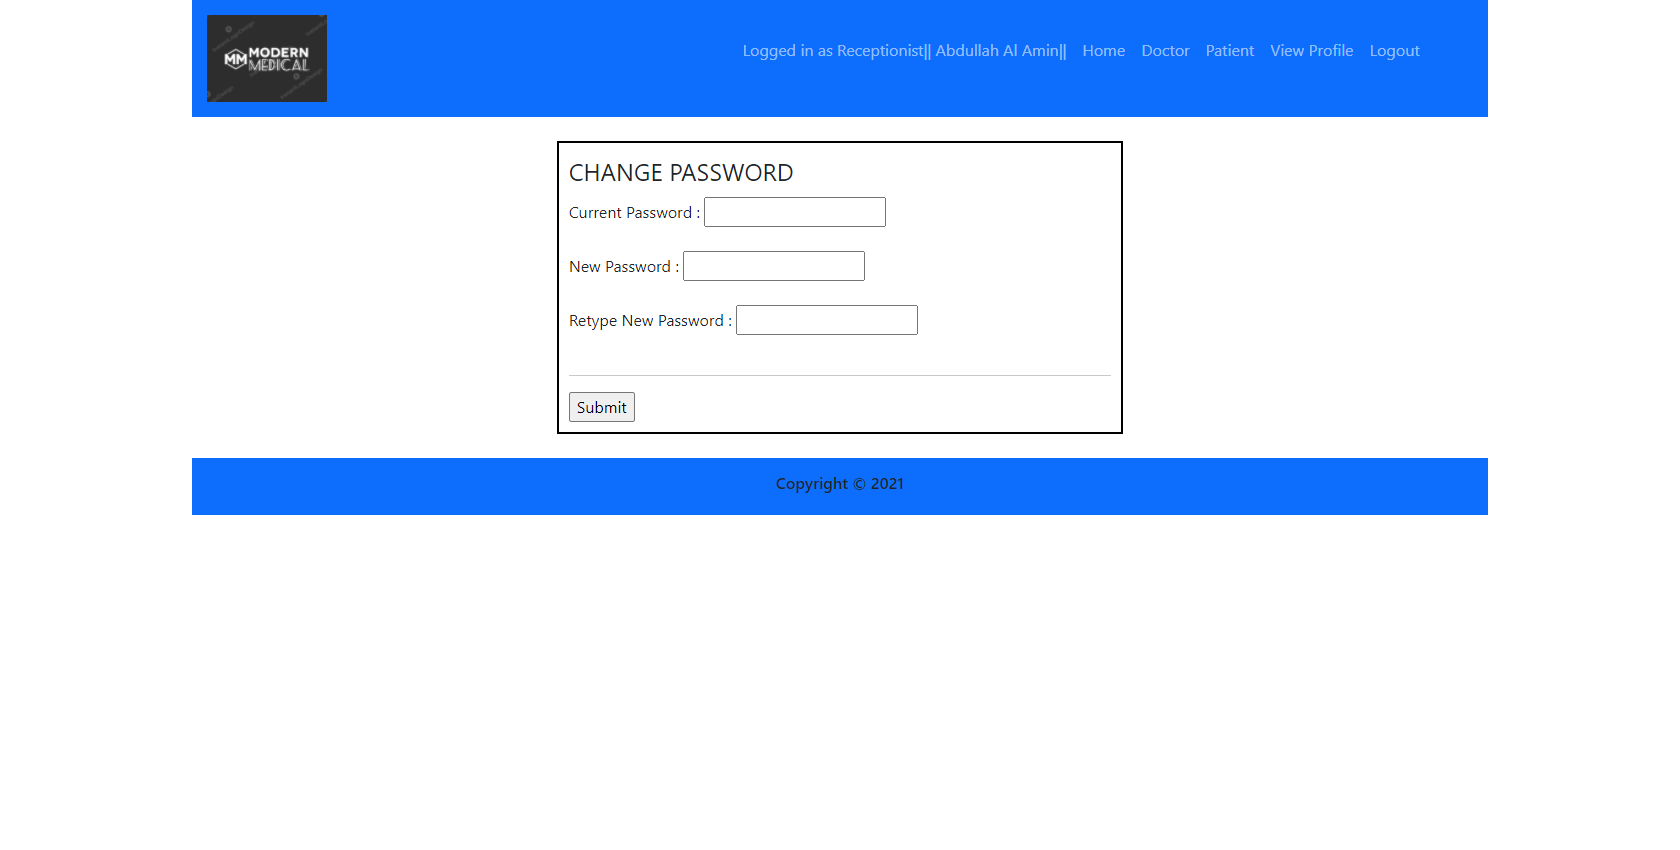 MM MODERN
MEDICAL
Logged in as Receptionist|| Abdullah Al Amin|| Home Doctor Patient View Profile Logout
CHANGE PASSWORD
Current Password :
New Password :
Retype New Password :
Submit
Copyright © 2021